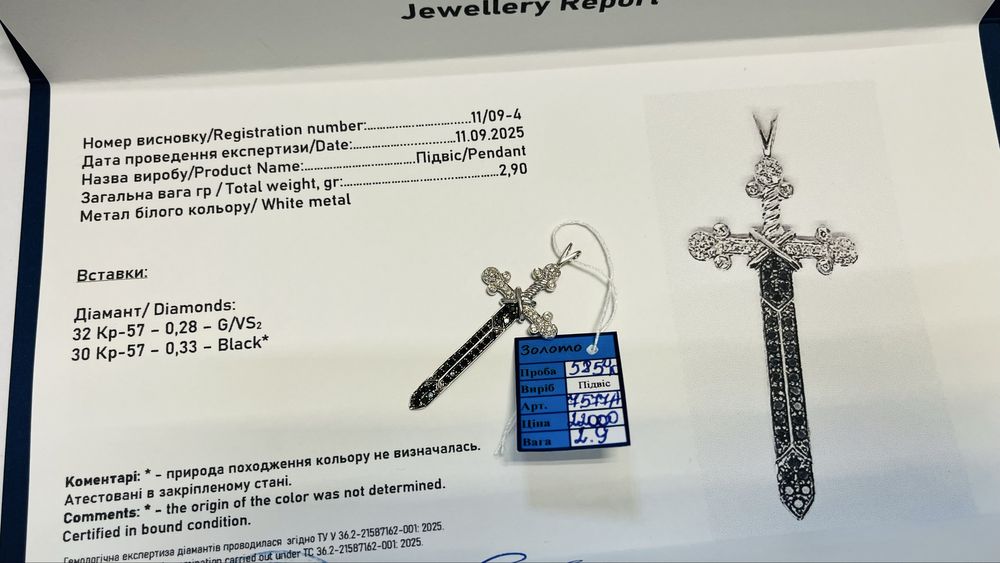 Jewellery Report
Номер висновку/Registration number:..........................11/09-4
Дата проведення експертизи/Date:..........................11.09.2025
Назва виробу/Product Name:..........................Підвіс/Pendant
Загальна вага гр / Total weight, gr:..........................2,90
Метал білого кольору/ White metal
Вставки:
Діамант/ Diamonds:
32 Кр-57 – 0,28 – G/VS₂
30 Кр-57 – 0,33 – Black*
Золото
Проба 585
Виріб Підвіс
Арт.
Ціна 22000
Вага 2.9
Коментарі: * - природа походження кольору не визначалась.
Атестовані в закріпленому стані.
Comments: * - the origin of the color was not determined.
Certified in bound condition.
Гемологічна експертиза діамантів проводилася згідно ТУ У 36.2-21587162-001: 2025.
carried out under TC 36.2-21587162-001: 2025.